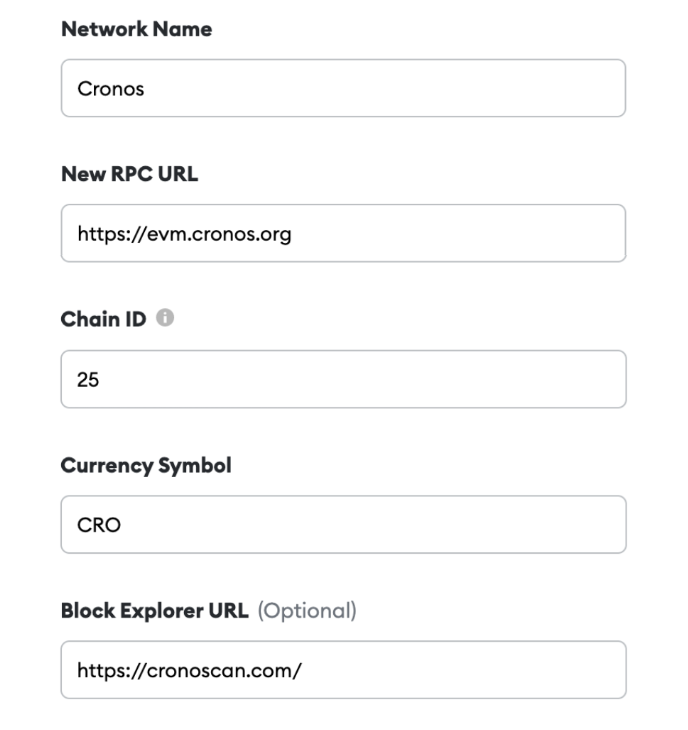 Network Name
Cronos
New RPC URL
https://evm.cronos.org
Chain ID
25
Currency Symbol
CRO
Block Explorer URL (Optional)
https://cronoscan.com/